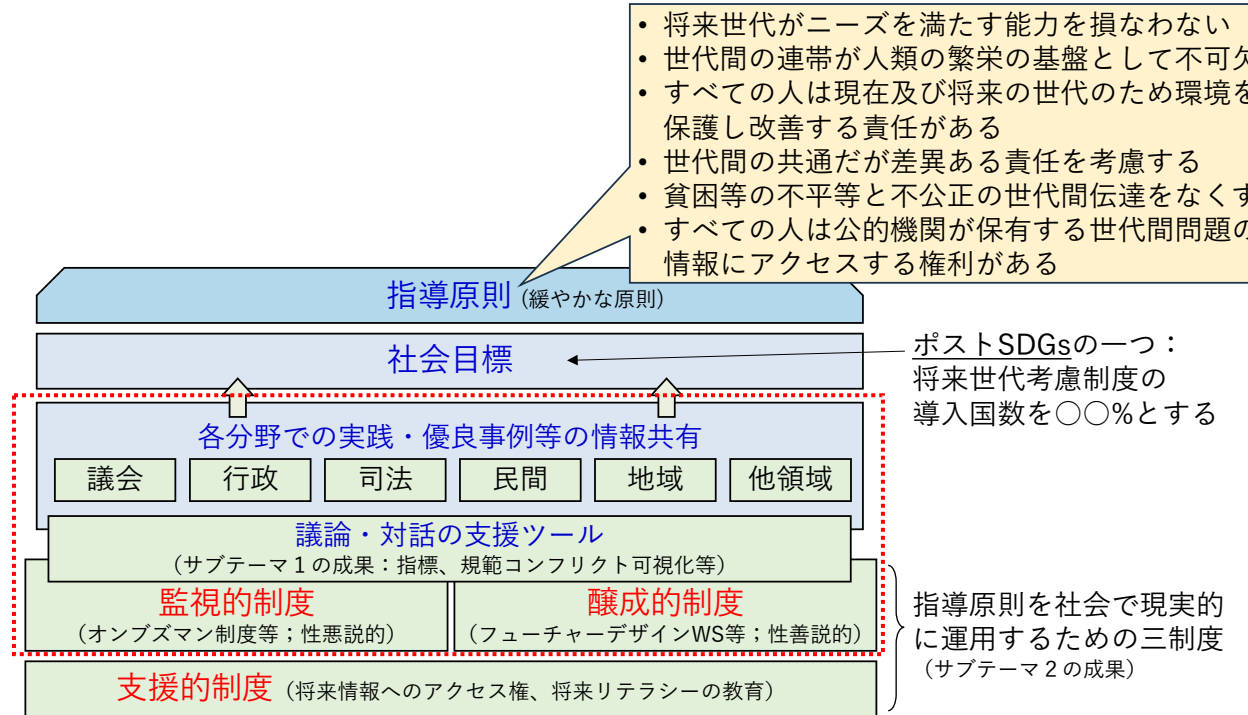 • 将来世代がニーズを満たす能力を損なわない
• 世代間の連帯が人類の繁栄の基盤として不可欠
• すべての人は現在及び将来の世代のため環境を
保護し改善する責任がある
• 世代間の共通だが差異ある責任を考慮する
• 貧困等の不平等と不公正の世代間伝達をなくす
• すべての人は公的機関が保有する世代間問題の
情報にアクセスする権利がある
指導原則 (緩やかな原則)
社会目標
ポストSDGsの一つ：
将来世代考慮制度の
導入国数を○○%とする
各分野での実践・優良事例等の情報共有
議会 行政 司法 民間 地域 他領域
議論・対話の支援ツール
（サブテーマ１の成果：指標、規範コンフリクト可視化等）
監視的制度
（オンブズマン制度等；性悪説的）
醸成的制度
（フューチャーデザインWS等；性善説的）
指導原則を社会で現実的
に運用するための三制度
（サブテーマ２の成果）
支援的制度（将来情報へのアクセス権、将来リテラシーの教育）